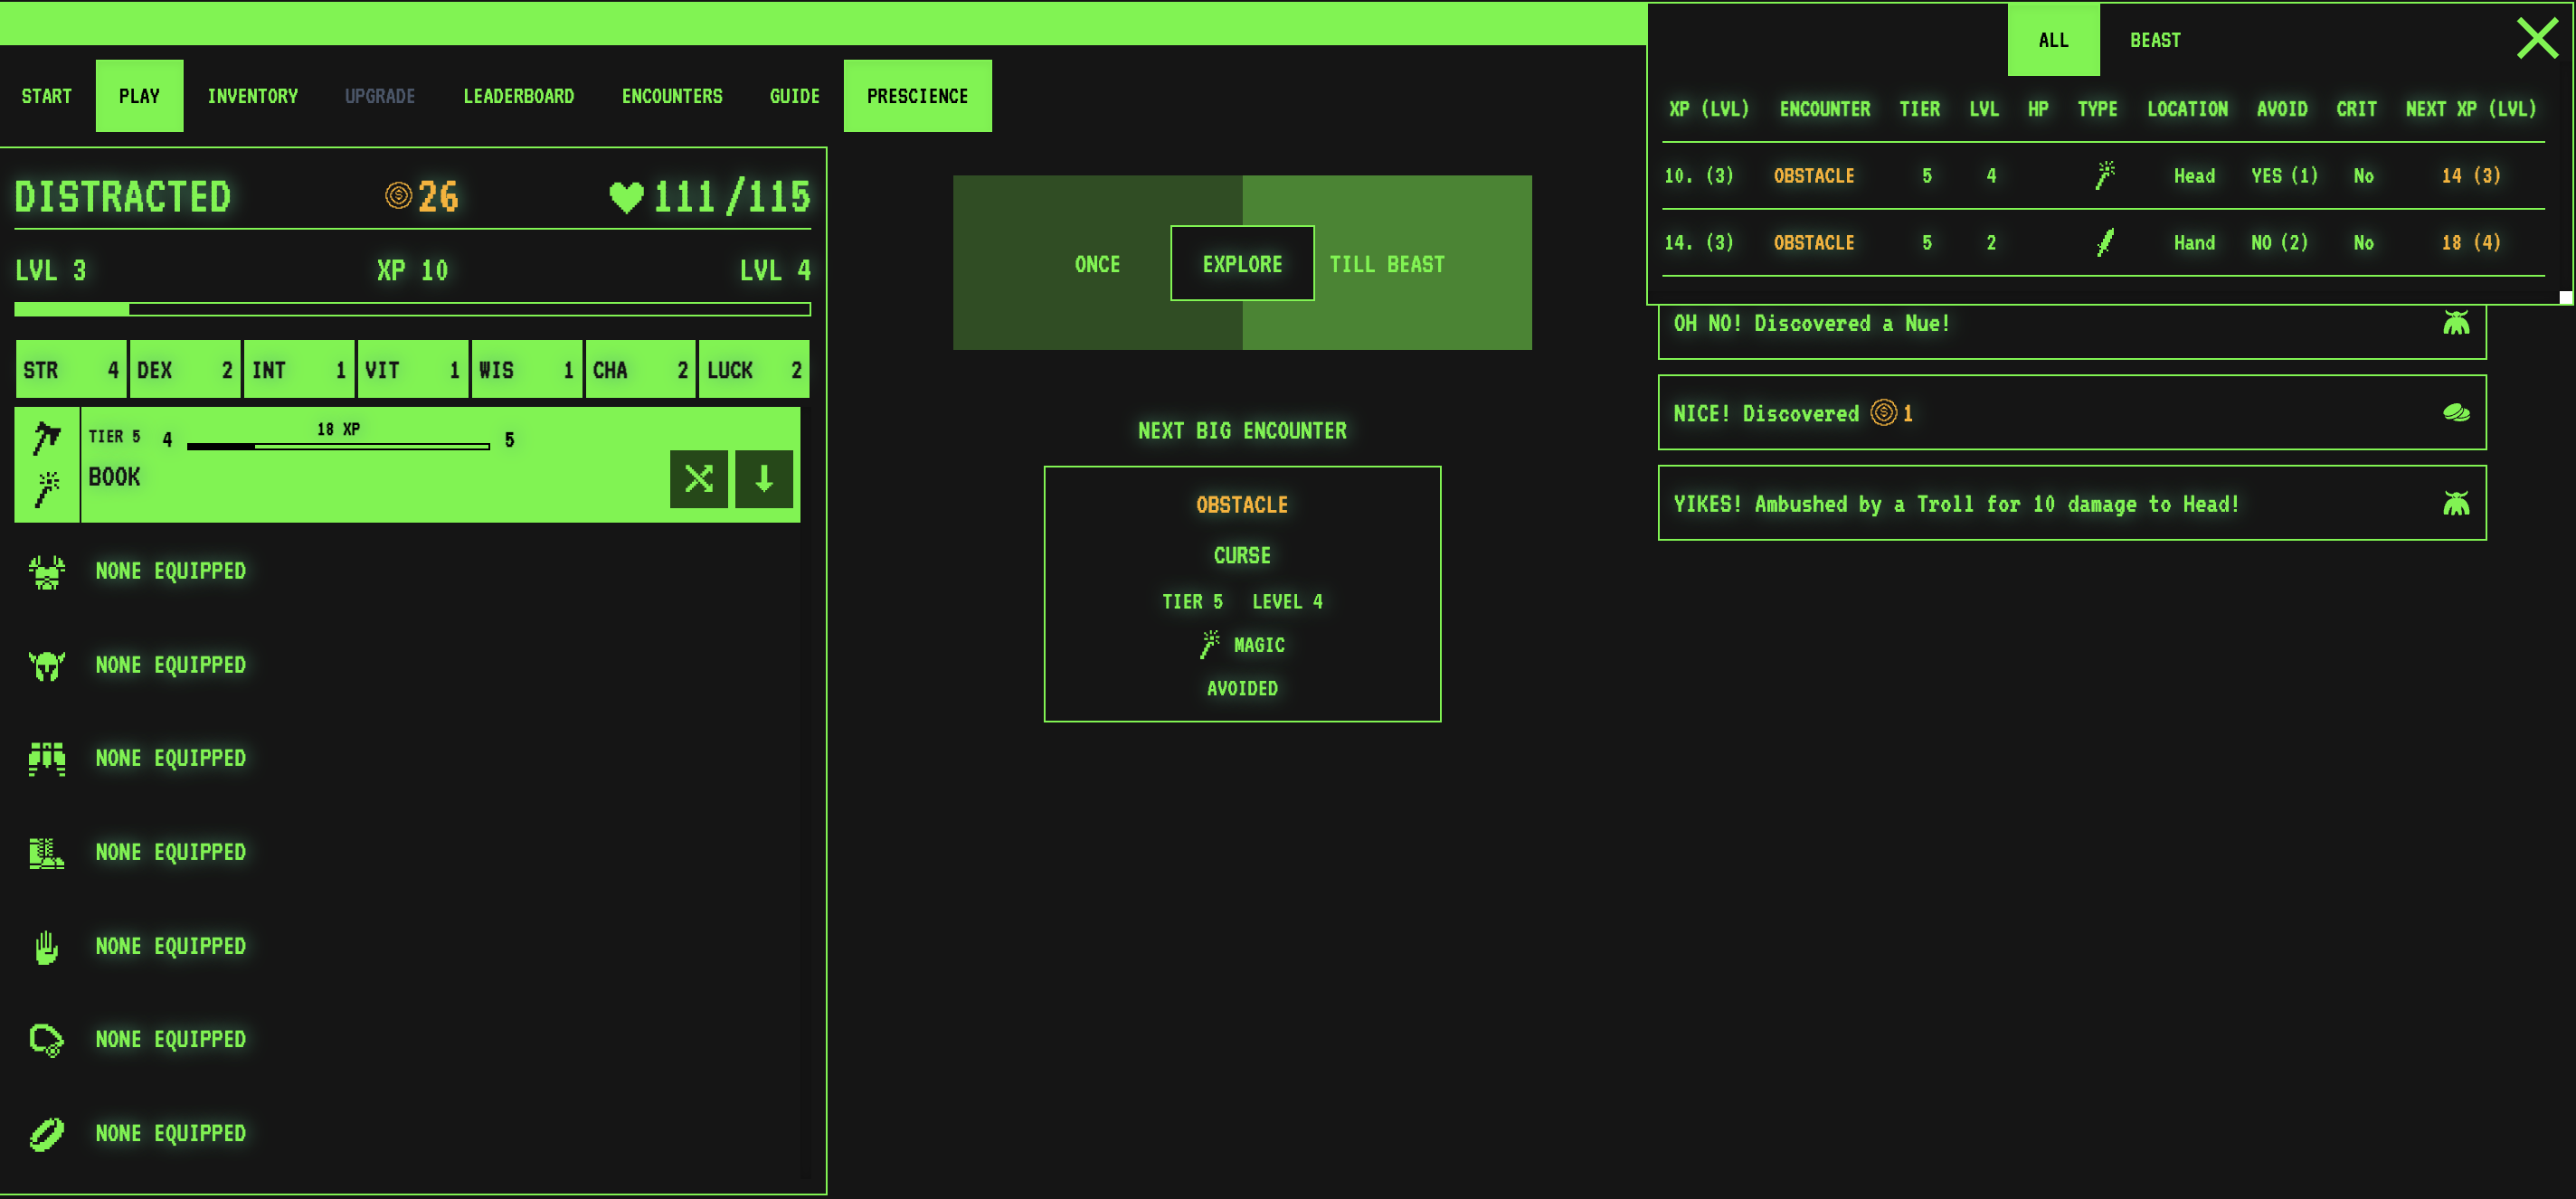 START PLAY INVENTORY UPGRADE LEADERBOARD ENCOUNTERS GUIDE PRESCIENCE
DISTRACTED 26 111/115
LVL 3 XP 10 LVL 4
STR 4 DEX 2 INT 1 VIT 1 WIS 1 CHA 2 LUCK 2
TIER 5 4 18 XP 5
BOOK
NONE EQUIPPED
NONE EQUIPPED
NONE EQUIPPED
NONE EQUIPPED
NONE EQUIPPED
NONE EQUIPPED
NONE EQUIPPED
ONCE EXPLORE TILL BEAST
NEXT BIG ENCOUNTER
OBSTACLE
CURSE
TIER 5 LEVEL 4
MAGIC
AVOIDED
ALL BEAST
XP (LVL) ENCOUNTER TIER LVL HP TYPE LOCATION AVOID CRIT NEXT XP (LVL)
10. (3) OBSTACLE 5 4 Head YES (1) No 14 (3)
14. (3) OBSTACLE 5 2 Hand NO (2) No 18 (4)
OH NO! Discovered a Nue!
NICE! Discovered 1
YIKES! Ambushed by a Troll for 10 damage to Head!